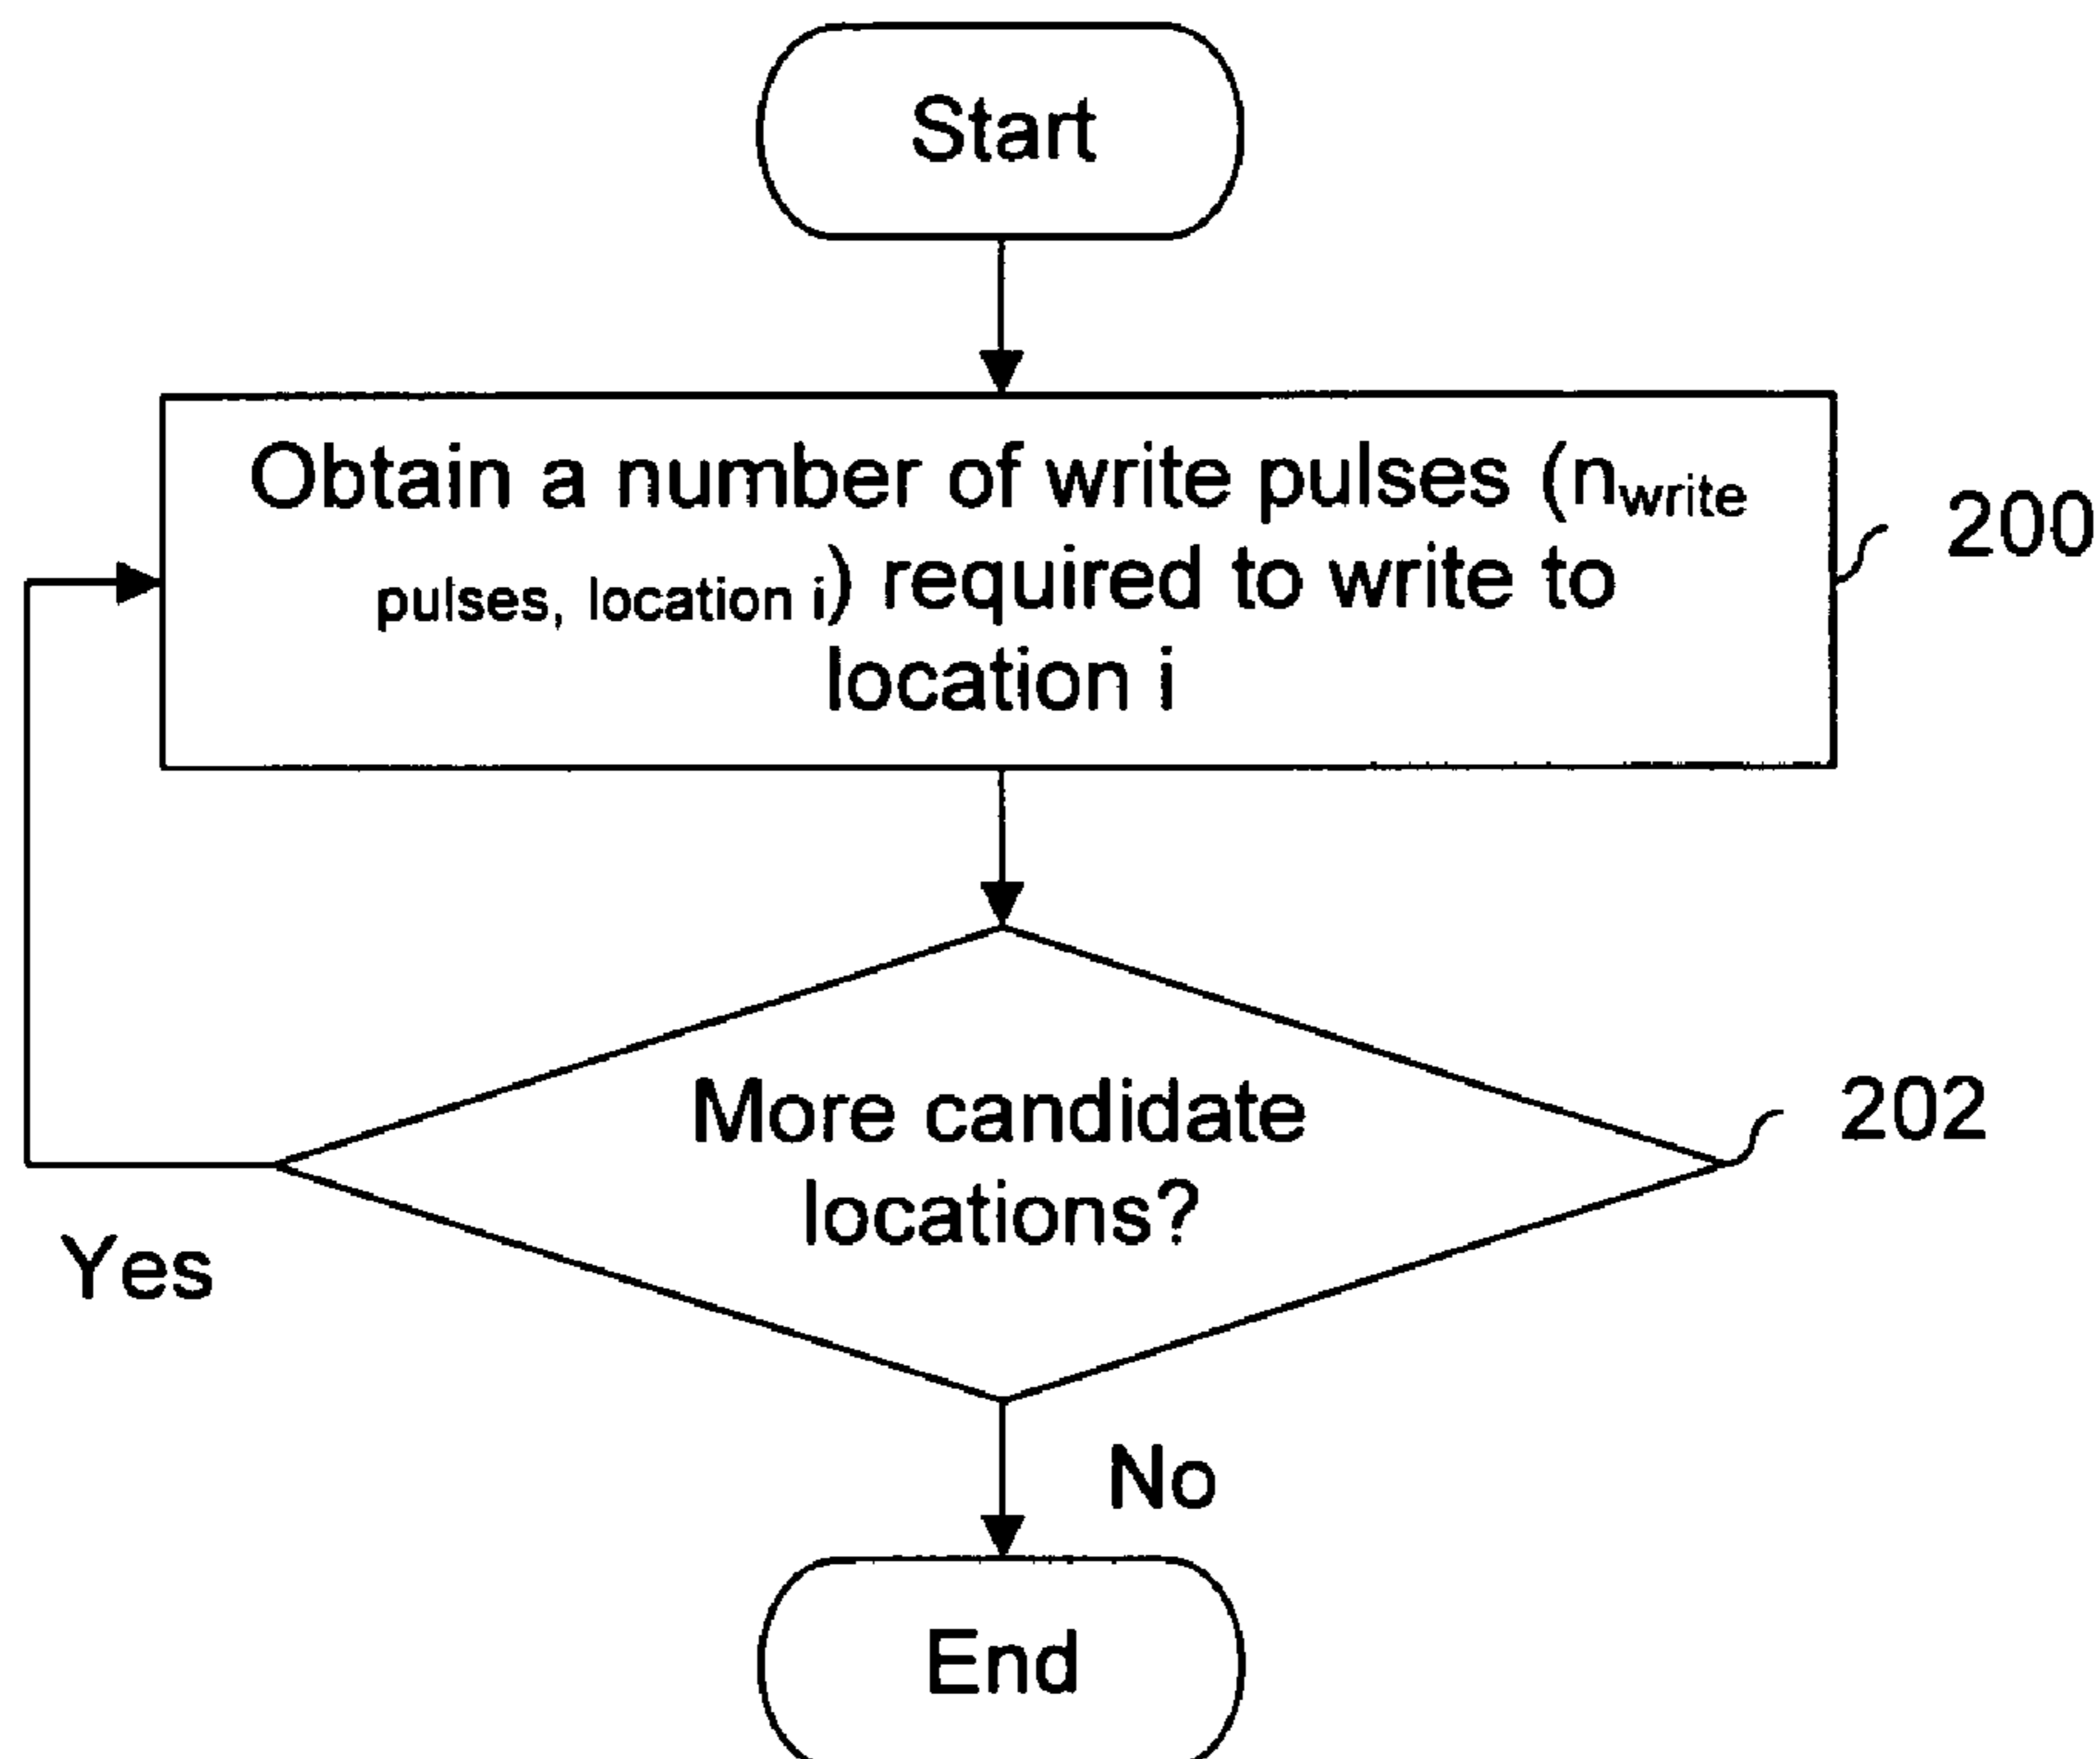 Start
Obtain a number of write pulses (nwrite
pulses, location i) required to write to
location i
200
More candidate
locations?
202
Yes
No
End